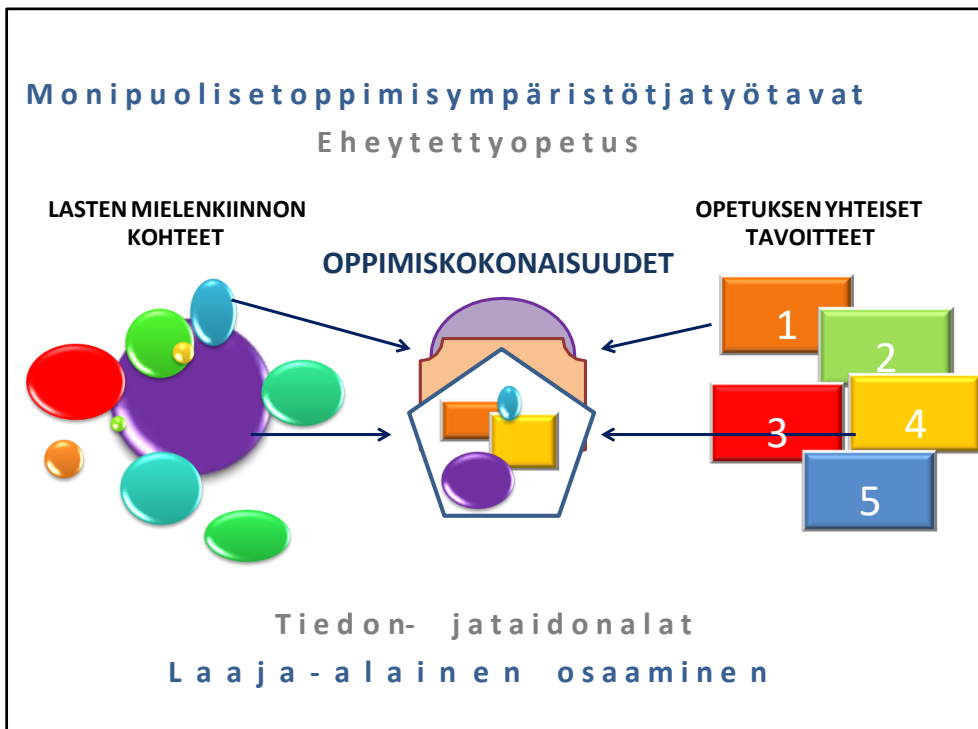 Monipuolisetoppimisympäristötjatyötavat
Eheytettyopetus
LASTEN MIELENKIINNON
KOHTEET
OPETUKSEN YHTEISET
TAVOITTEET
OPPIMISKOKONAISUUDET
1
2
3
4
5
Tiedon- jataidonalat
Laaja-alainen osaaminen